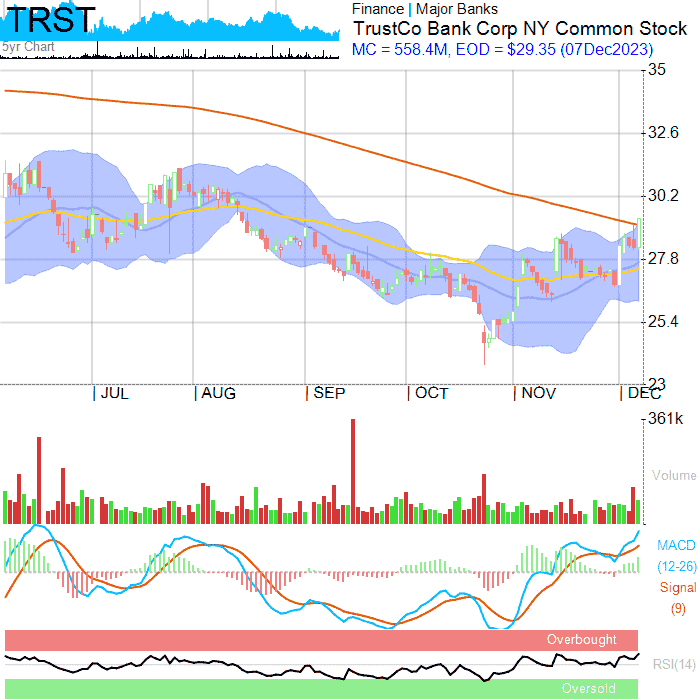 TRST
5yr Chart
Finance | Major Banks
TrustCo Bank Corp NY Common Stock
MC = 558.4M, EOD = $29.35 (07Dec2023)
35
32.6
30.2
27.8
25.4
23
JUL
AUG
SEP
OCT
NOV
DEC
361k
Volume
MACD
(12-26)
Signal
(9)
Overbought
RSI(14)
Oversold